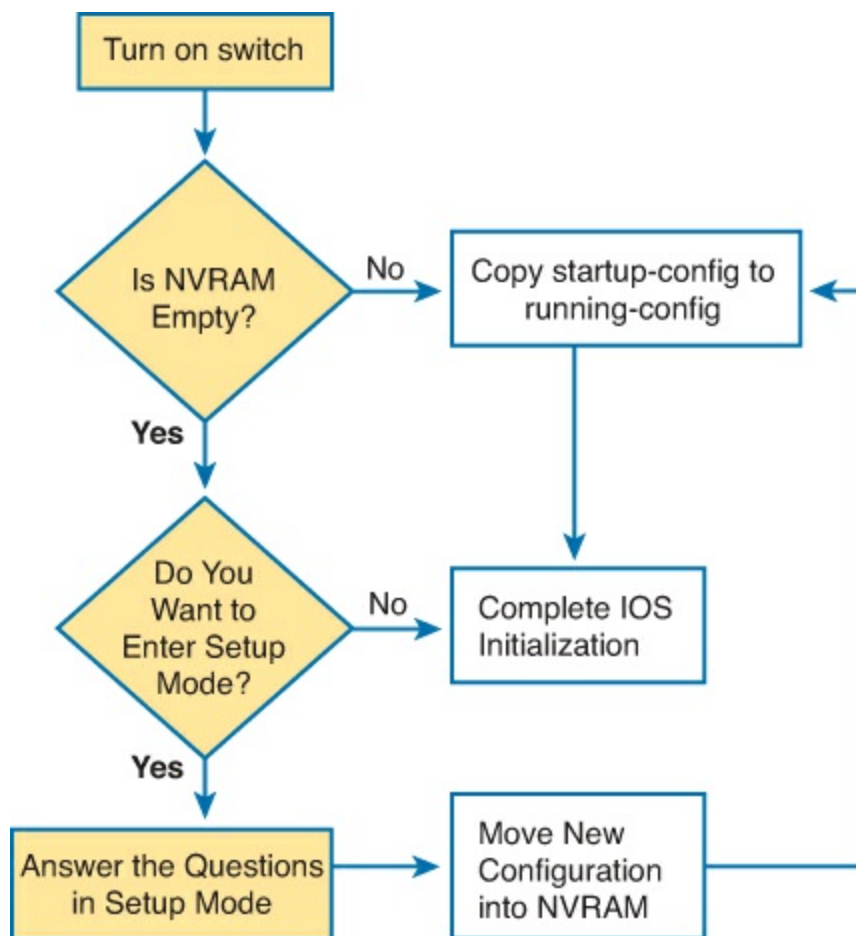 Turn on switch
Is NVRAM
Empty?
No
Copy startup-config to
running-config
Yes
Do You
Want to
Enter Setup
Mode?
No
Complete IOS
Initialization
Yes
Answer the Questions
in Setup Mode
Move New
Configuration
into NVRAM